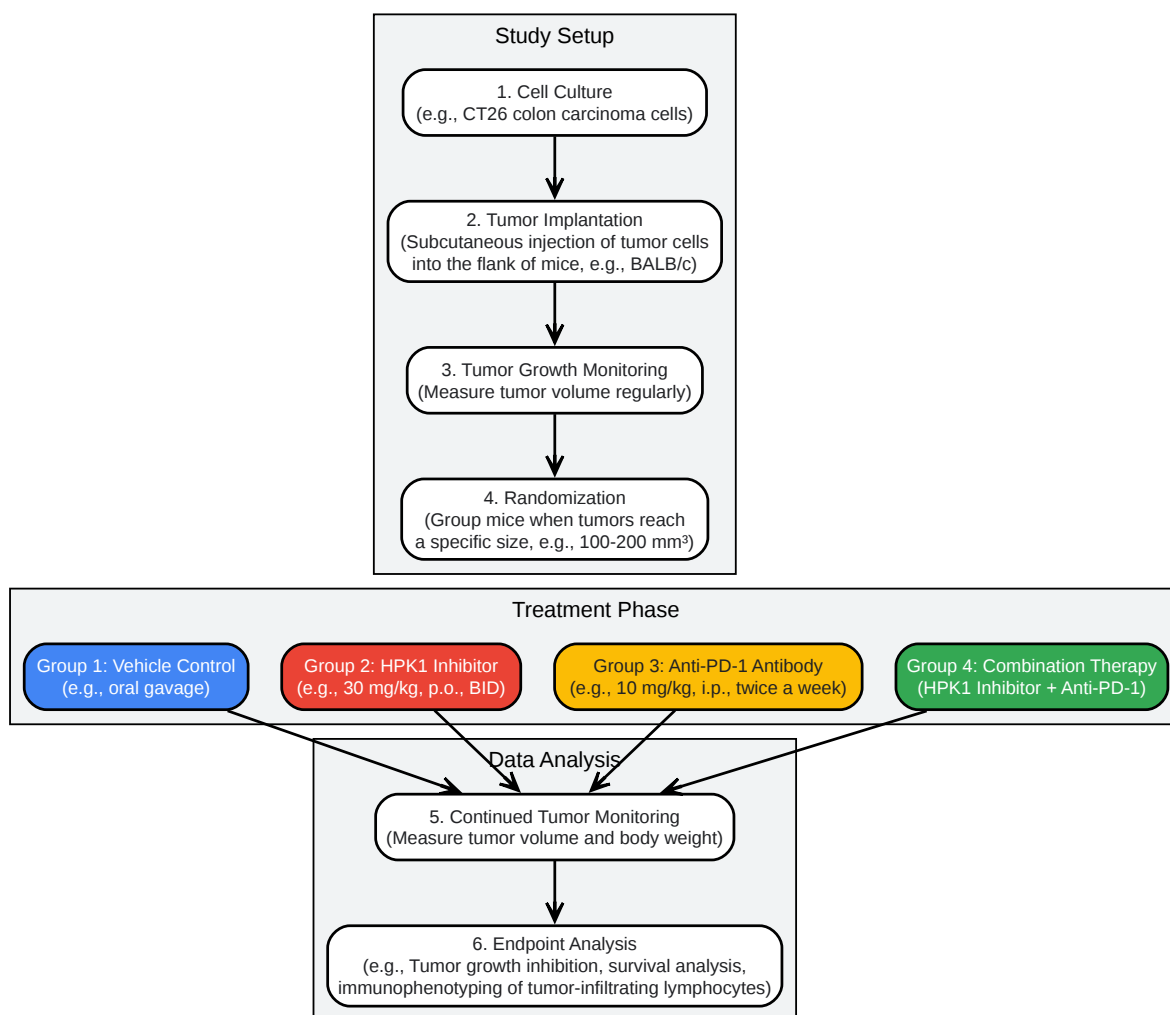 Study Setup
1. Cell Culture
(e.g., CT26 colon carcinoma cells)
2. Tumor Implantation
(Subcutaneous injection of tumor cells
into the flank of mice, e.g., BALB/c)
3. Tumor Growth Monitoring
(Measure tumor volume regularly)
4. Randomization
(Group mice when tumors reach
a specific size, e.g., 100-200 mm³)
Treatment Phase
Group 1: Vehicle Control
(e.g., oral gavage)
Group 2: HPK1 Inhibitor
(e.g., 30 mg/kg, p.o., BID)
Group 3: Anti-PD-1 Antibody
(e.g., 10 mg/kg, i.p., twice a week)
Group 4: Combination Therapy
(HPK1 Inhibitor + Anti-PD-1)
Data Analysis
5. Continued Tumor Monitoring
(Measure tumor volume and body weight)
6. Endpoint Analysis
(e.g., Tumor growth inhibition, survival analysis,
immunophenotyping of tumor-infiltrating lymphocytes)